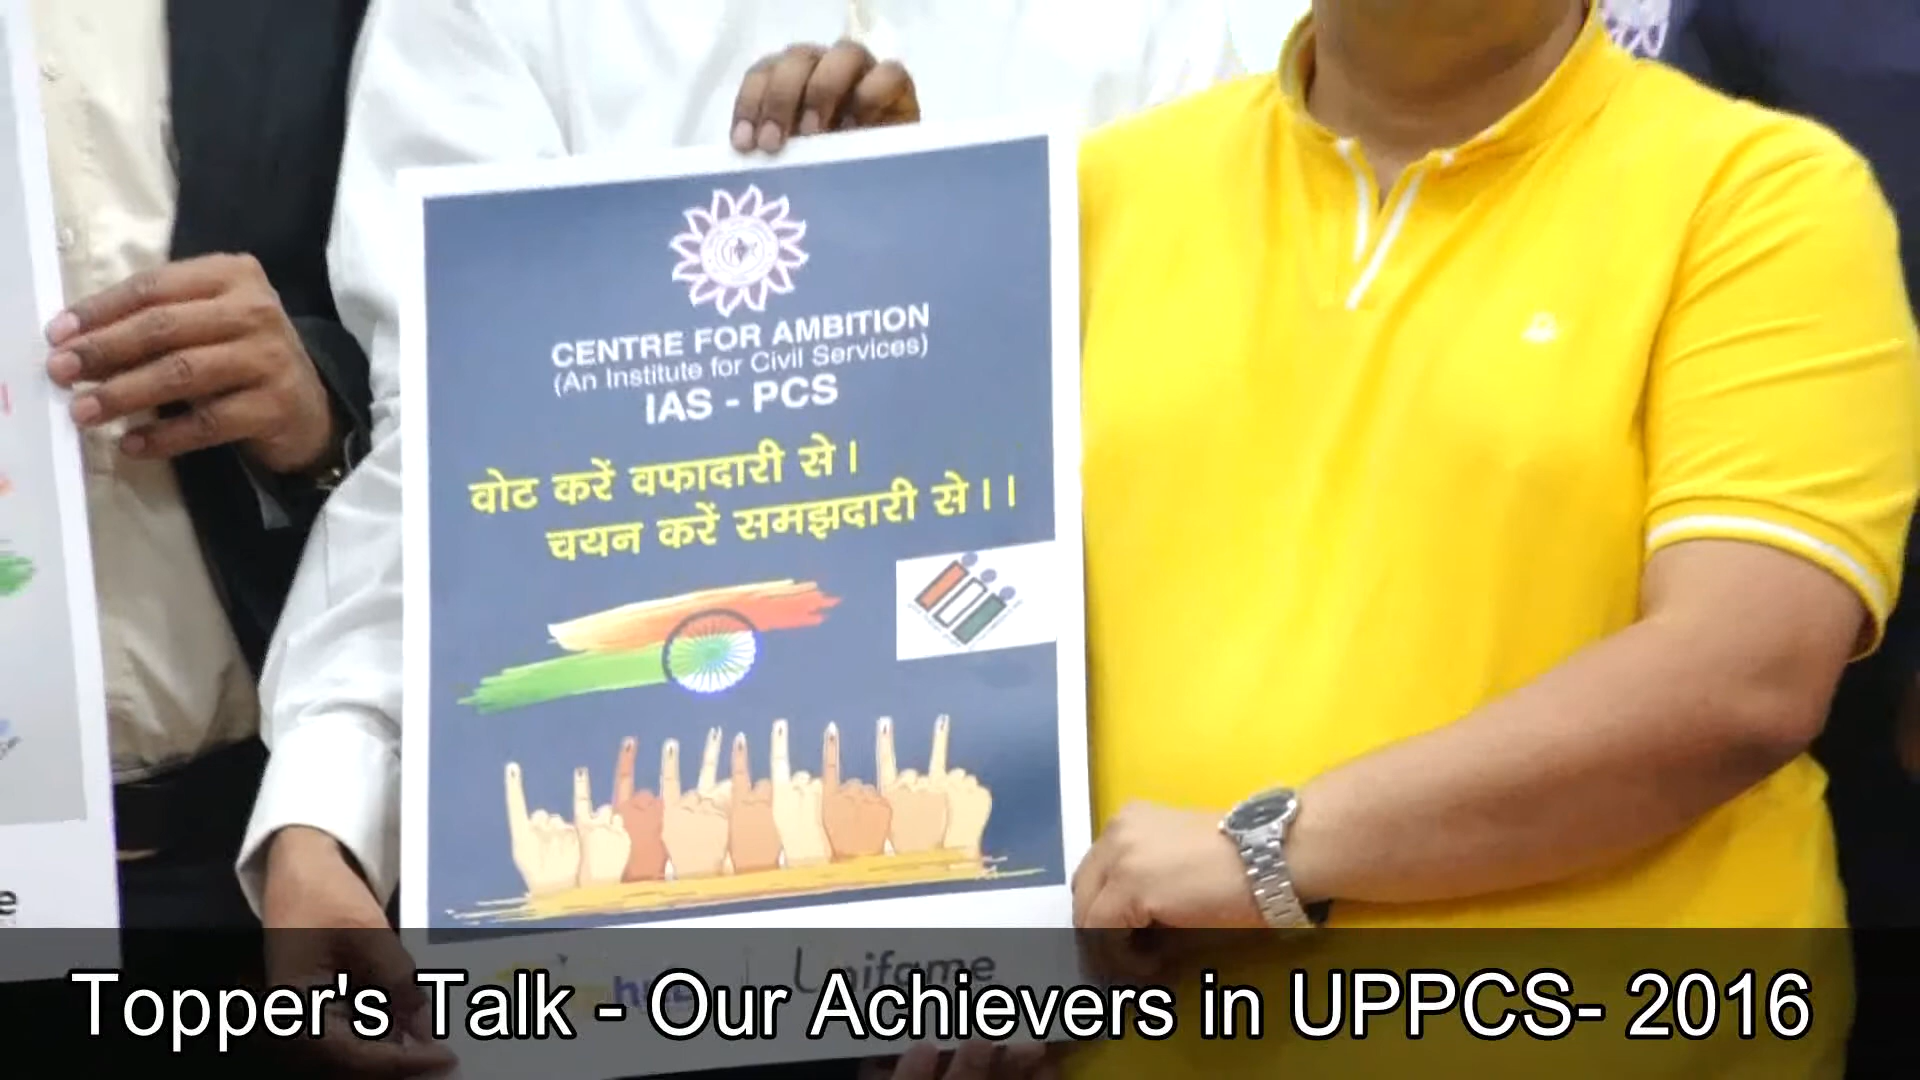 CENTRE FOR AMBITION
(An Institute for Civil Services)
IAS - PCS
वोट करें वफादारी से।
चयन करें समझदारी से।।
Unifame
Topper's Talk - Our Achievers in UPPCS- 2016